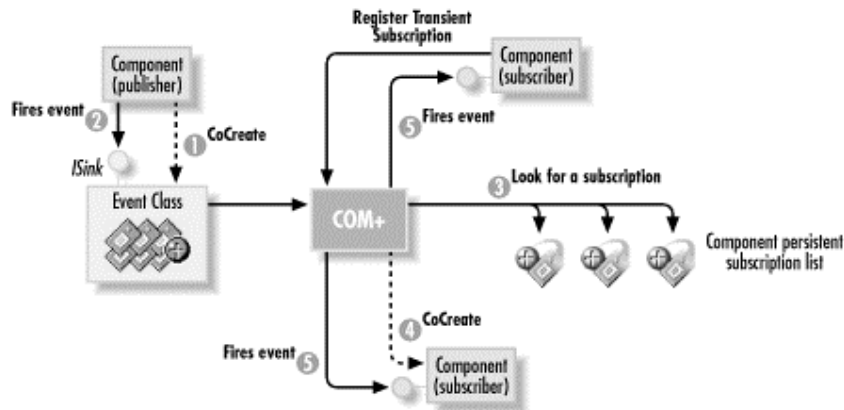 Register Transient
Subscription
Component
(publisher)
Component
(subscriber)
Fires event 2
1 CoCreate
5 Fires event
ISink
3 Look for a subscription
Event Class
COM+
Component persistent
subscription list
4 CoCreate
Fires event 5
Component
(subscriber)